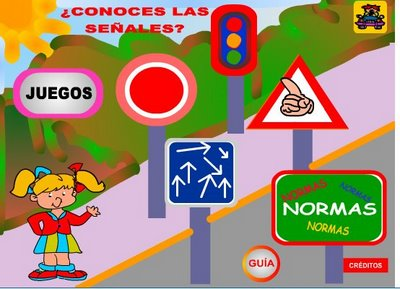 ¿CONOCES LAS
SEÑALES?
JUEGOS
NORMAS
NORMAS
NORMAS
NORMAS
GUÍA
CRÉDITOS